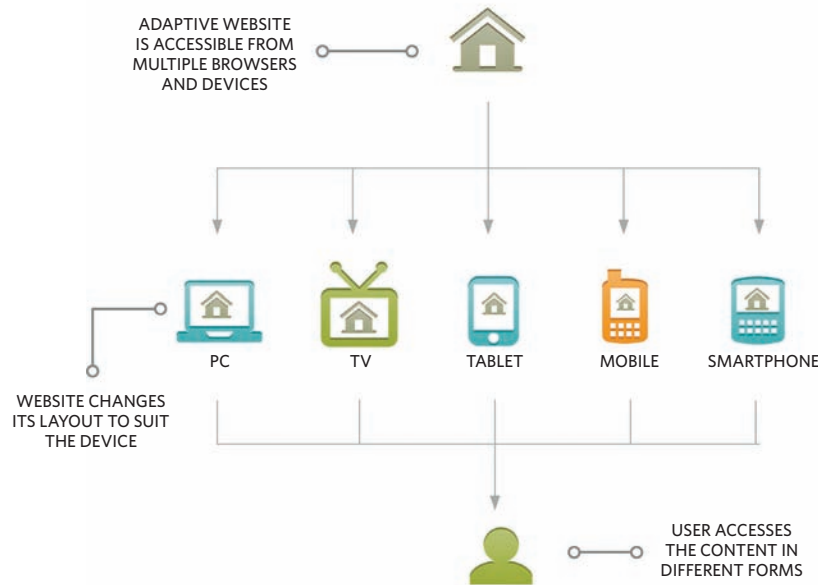 ADAPTIVE WEBSITE
IS ACCESSIBLE FROM
MULTIPLE BROWSERS
AND DEVICES
PC
TV
TABLET
MOBILE
SMARTPHONE
WEBSITE CHANGES
ITS LAYOUT TO SUIT
THE DEVICE
USER ACCESSES
THE CONTENT IN
DIFFERENT FORMS